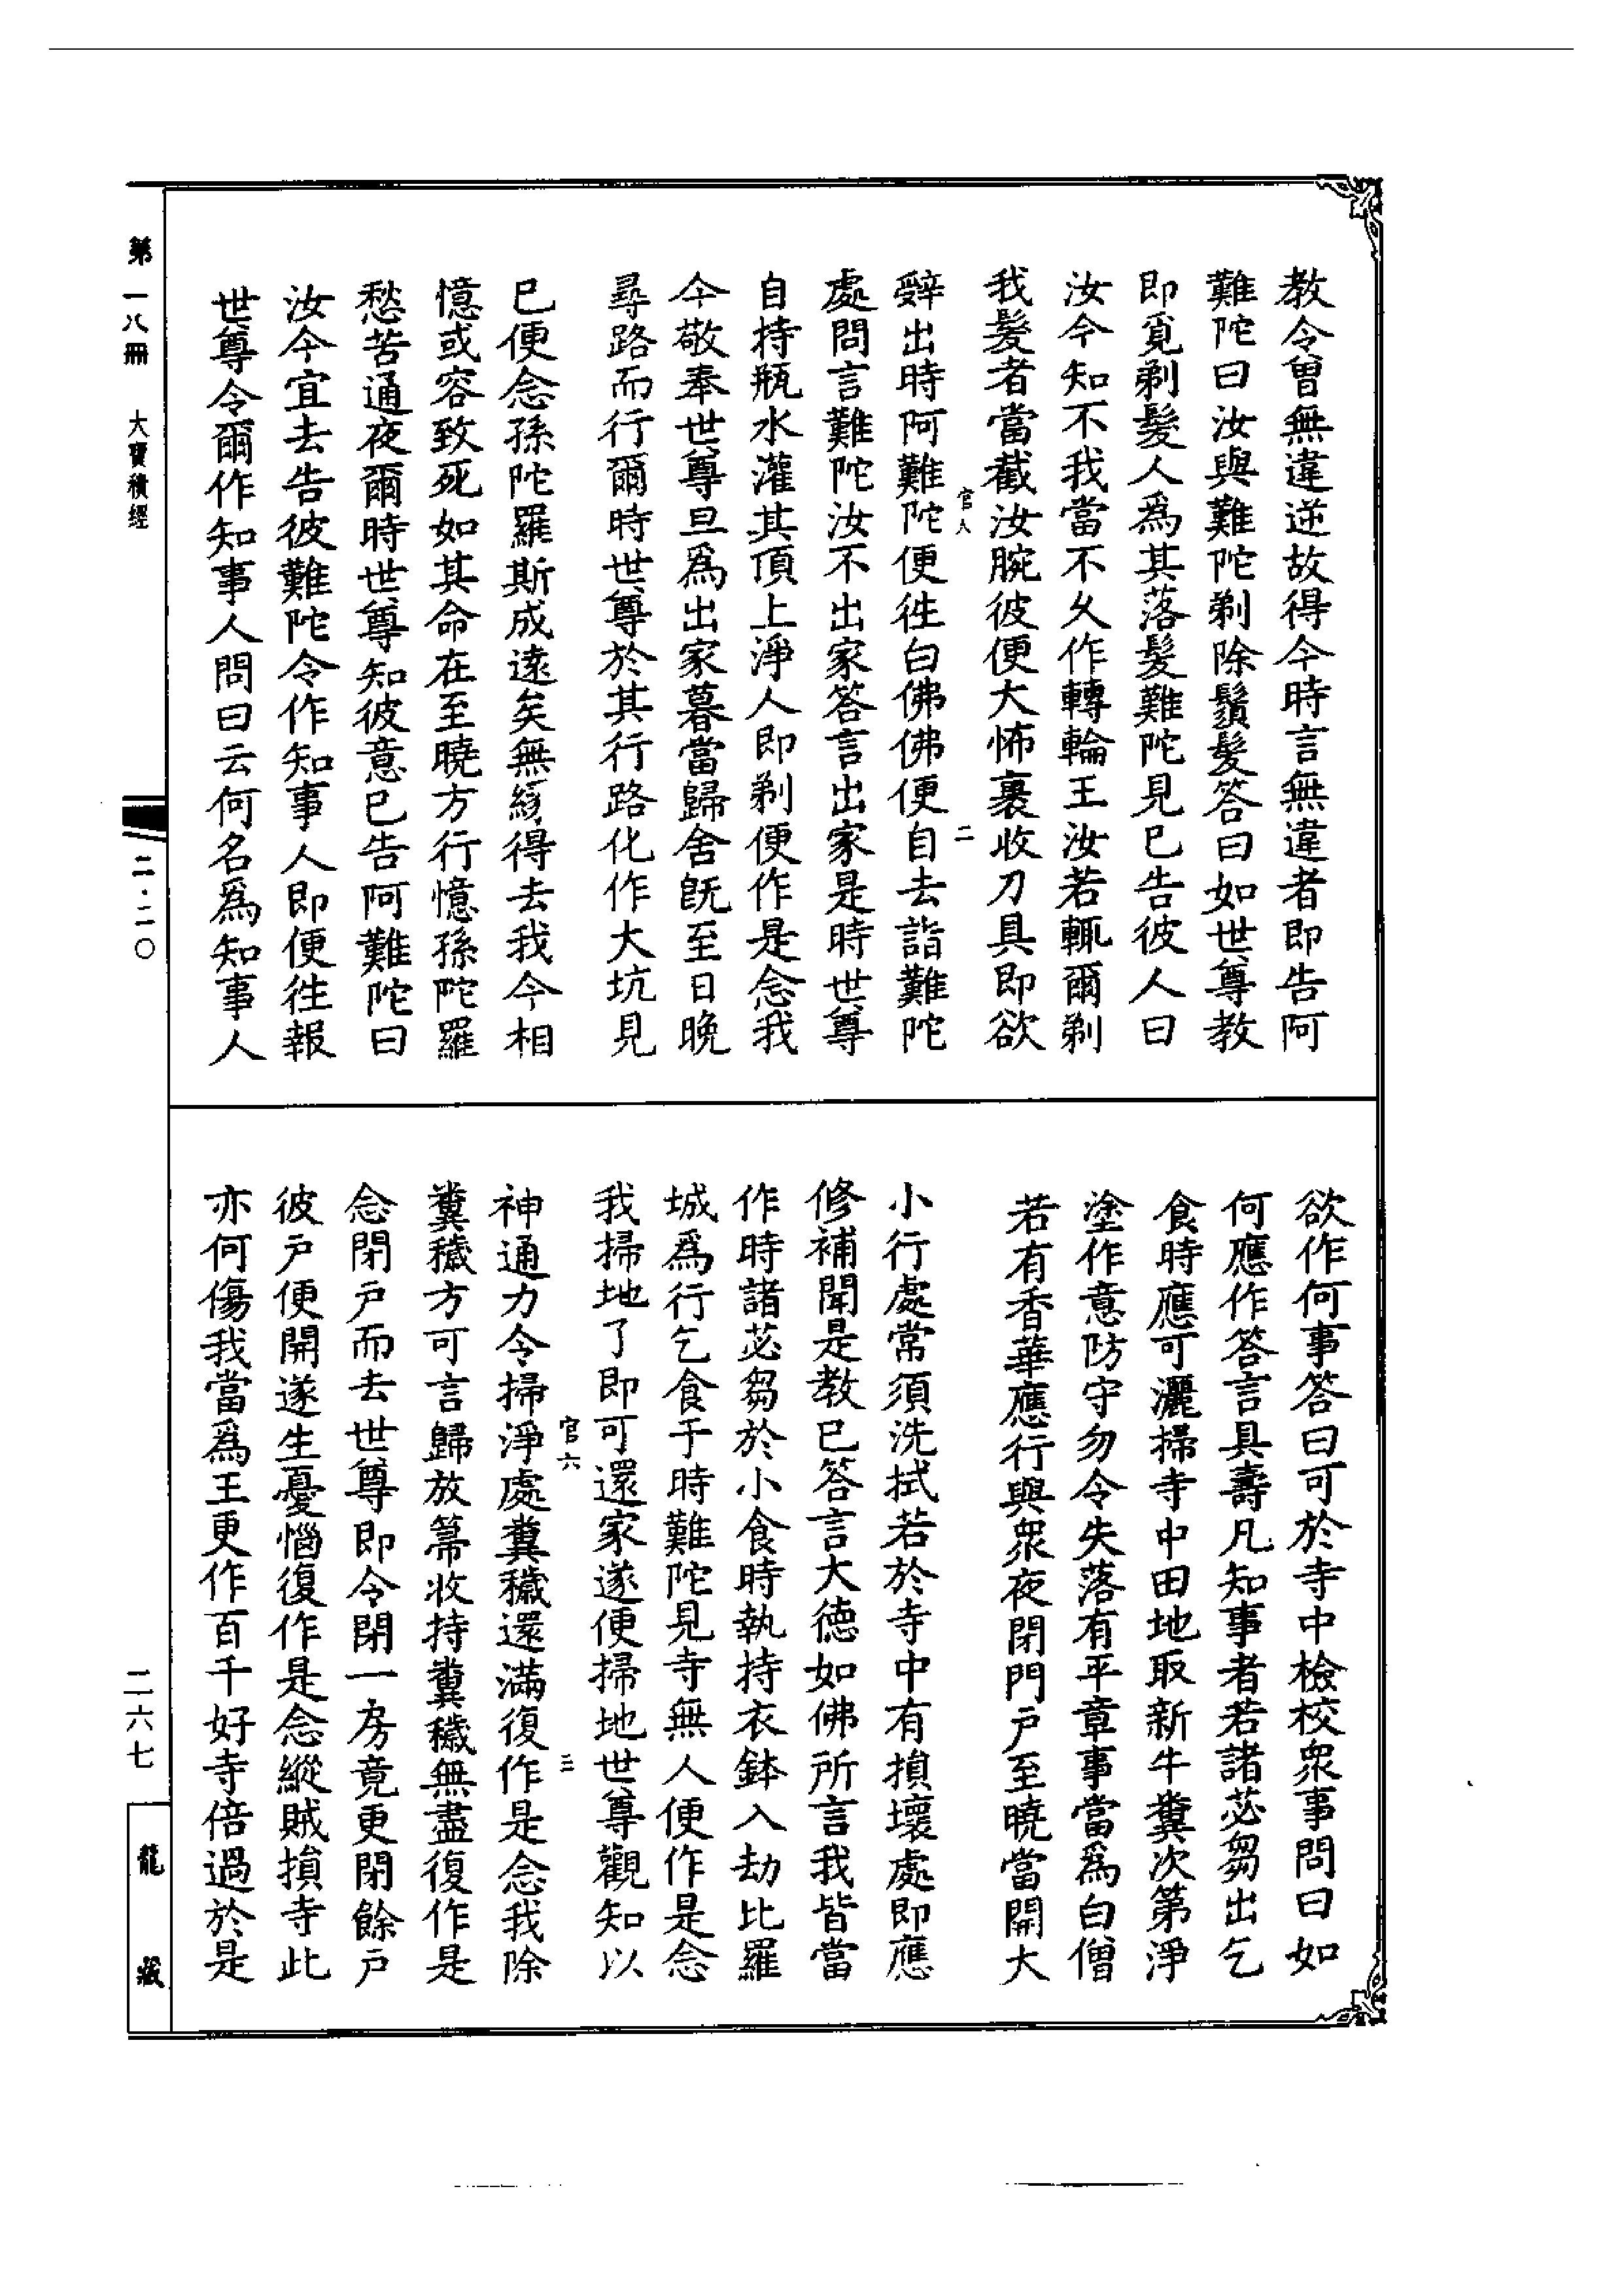 教令曾無違逆故得今時言無違者即告阿
難陀曰汝與難陀剃除鬚髮答曰如世尊教
即覓剃髮人為其落髮難陀見已告彼人曰
汝今知不我當不久作轉輪王汝若輒爾剃
我髮者當截汝腕彼便大怖裹收刀具即欲
官八 二
辭出時阿難陀便往白佛佛便自去詣難陀
處問言難陀汝不出家答言出家是時世尊
自持瓶水灌其頂上淨人即剃便作是念我
今敬奉世尊旦為出家暮當歸舍既至日晚
尋路而行爾時世尊於其行路化作大坑見
已便念孫陀羅斯成遠矣無緣得去我今相
憶或容致死如其命在至曉方行憶孫陀羅
愁苦通夜爾時世尊知彼意已告阿難陀曰
汝今宜去告彼難陀令作知事人即便往報
世尊令爾作知事人問曰云何名為知事人
欲作何事答曰可於寺中檢校眾事問曰如
何應作答言具壽凡知事者若諸苾芻出乞
食時應可灑掃寺中田地取新牛糞次第淨
塗作意防守勿令失落有平章事當為白僧
若有香華應行與眾夜閉門戶至曉當開大
小行處常須洗拭若於寺中有損壞處即應
修補聞是教已答言大德如佛所言我皆當
作時諸苾芻於小食時執持衣鉢入劫比羅
城為行乞食于時難陀見寺無人便作是念
我掃地了即可還家遂便掃地世尊觀知以
官六 三
神通力令掃淨處糞穢還滿復作是念我除
糞穢方可言歸放箒收持糞穢無盡復作是
念閉戶而去世尊即令閉一房竟更閉餘戶
彼戶便開遂生憂惱復作是念縱賊損寺此
亦何傷我當為王更作百千好寺倍過於是
第一八冊 大寶積經
二·二〇
二六七
龍藏